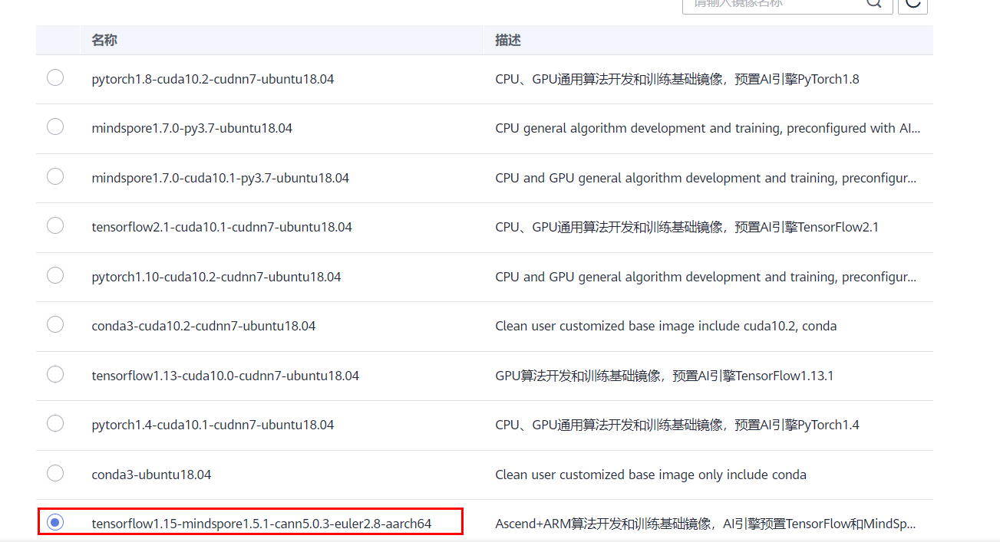 请输入镜像名称
名称 描述
pytorch1.8-cuda10.2-cudnn7-ubuntu18.04 CPU、GPU通用算法开发和训练基础镜像，预置AI引擎PyTorch1.8
mindspore1.7.0-py3.7-ubuntu18.04 CPU general algorithm development and training, preconfigured with AI...
mindspore1.7.0-cuda10.1-py3.7-ubuntu18.04 CPU and GPU general algorithm development and training, preconfigur...
tensorflow2.1-cuda10.1-cudnn7-ubuntu18.04 CPU、GPU通用算法开发和训练基础镜像，预置AI引擎TensorFlow2.1
pytorch1.10-cuda10.2-cudnn7-ubuntu18.04 CPU and GPU general algorithm development and training, preconfigur...
conda3-cuda10.2-cudnn7-ubuntu18.04 Clean user customized base image include cuda10.2, conda
tensorflow1.13-cuda10.0-cudnn7-ubuntu18.04 GPU算法开发和训练基础镜像，预置AI引擎TensorFlow1.13.1
pytorch1.4-cuda10.1-cudnn7-ubuntu18.04 CPU、GPU通用算法开发和训练基础镜像，预置AI引擎PyTorch1.4
conda3-ubuntu18.04 Clean user customized base image only include conda
tensorflow1.15-mindspore1.5.1-cann5.0.3-euler2.8-aarch64 Ascend+ARM算法开发和训练基础镜像，AI引擎预置TensorFlow和MindSp...